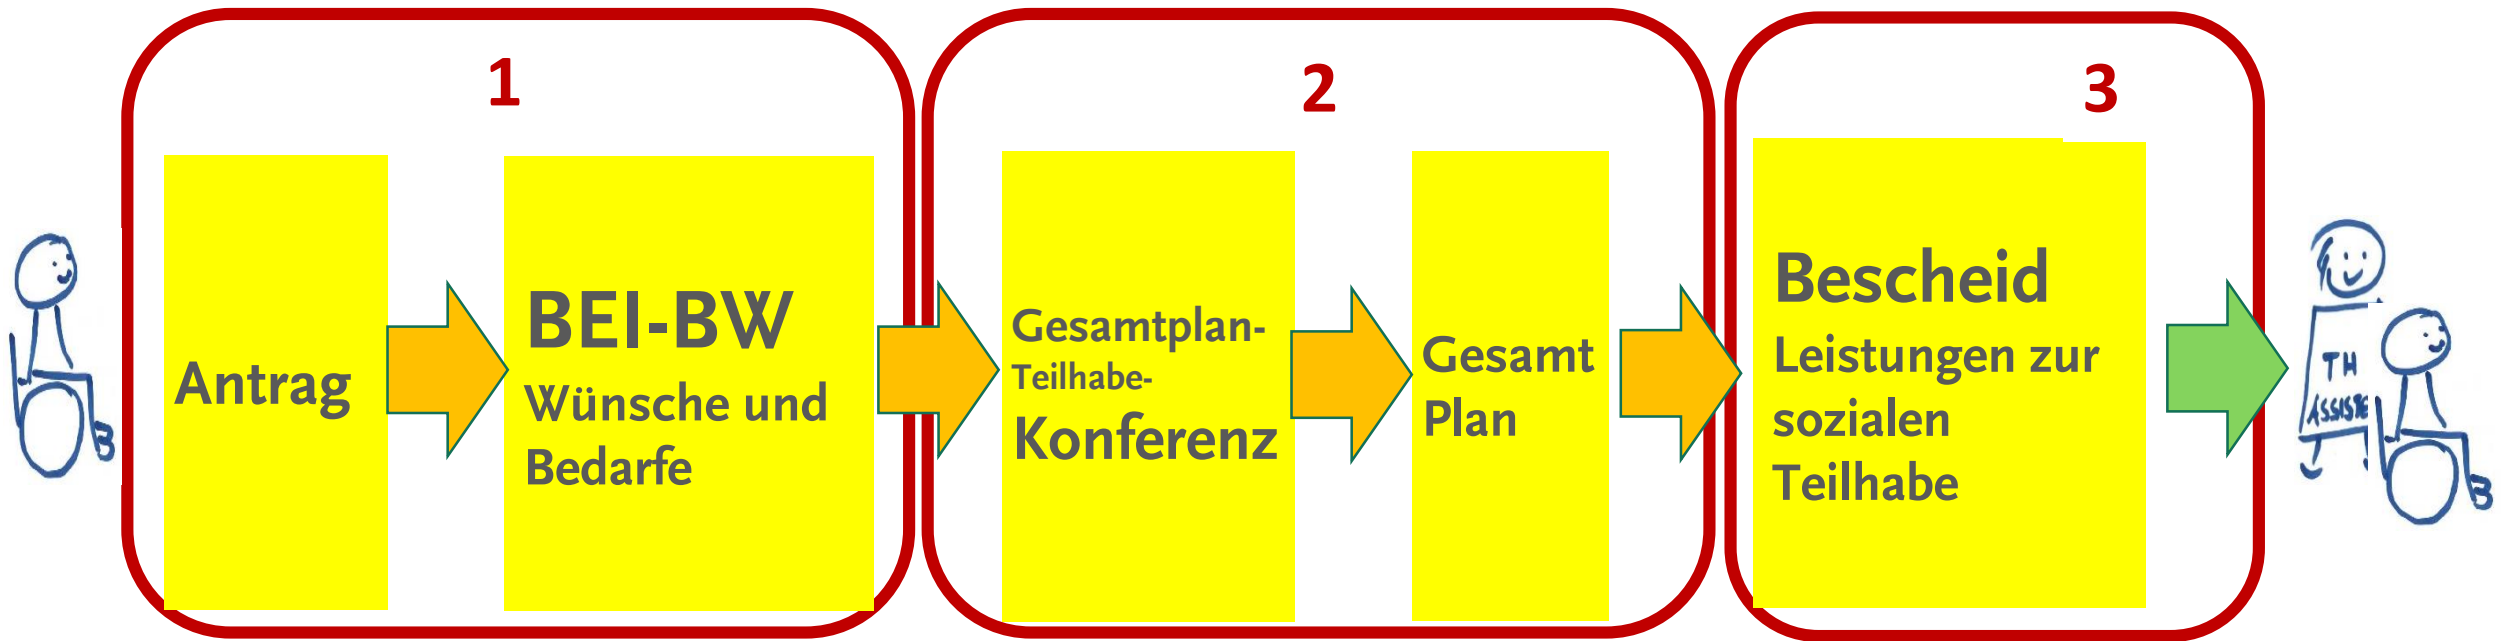 1
Antrag
BEI-BW
Wünsche und
Bedarfe
2
Gesamtplan-
Teilhabe-
Konferenz
Gesamt
Plan
3
Bescheid
Leistungen zur
sozialen
Teilhabe
TH